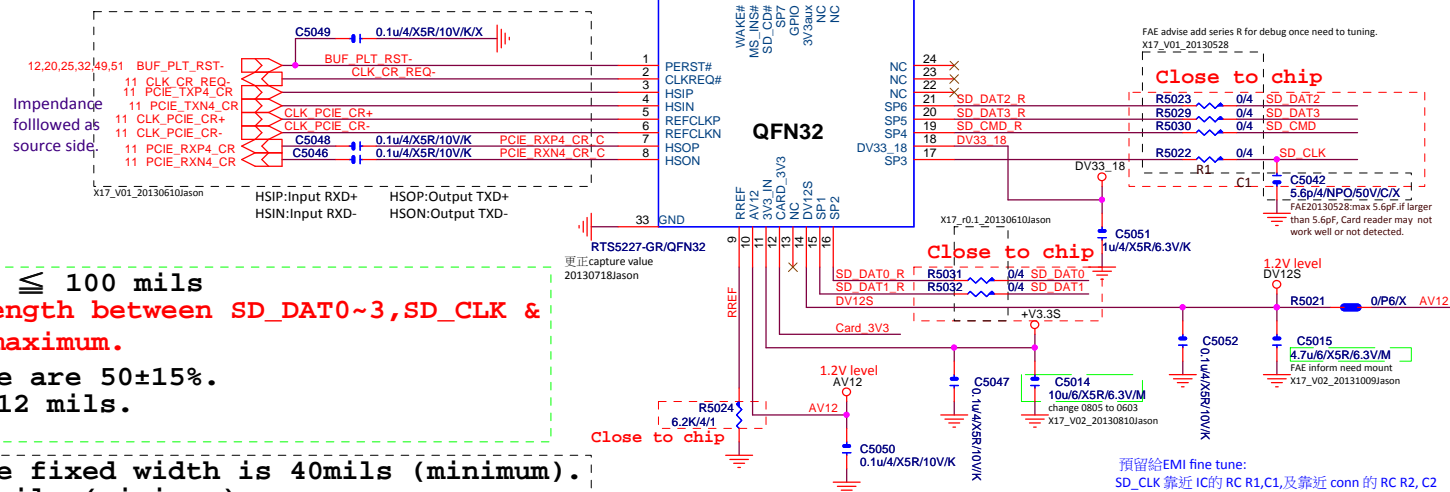 C5049 0.1u/4/X5R/10V/K/X
12,20,25,32,49,51 BUF_PLT_RST- BUF_PLT_RST- 1 PERST#
11 CLK_CR_REQ- CLK_CR_REQ- 2 CLKREQ#
11 PCIE_TXP4_CR 3 HSIP
11 PCIE_TXN4_CR 4 HSIN
11 CLK_PCIE_CR+ CLK_PCIE_CR+ 5 REFCLKP
11 CLK_PCIE_CR- CLK_PCIE_CR- 6 REFCLKN
11 PCIE_RXP4_CR C5048 0.1u/4/X5R/10V/K PCIE_RXP4_CR_C 7 HSOP
11 PCIE_RXN4_CR C5046 0.1u/4/X5R/10V/K PCIE_RXN4_CR_C 8 HSON
Impendance
folllowed as
source side.
X17_V01_20130610Jason
HSIP:Input RXD+ HSOP:Output TXD+
HSIN:Input RXD- HSON:Output TXD-
33 GND
RTS5227-GR/QFN32
更正capture value
20130718Jason
WAKE#
MS_INS#
SD_CD#
SP7
GPIO
3V3aux
NC
NC
QFN32
NC 24
NC 23
NC 22
SP6 21 SD_DAT2_R
SP5 20 SD_DAT3_R
SP4 19 SD_CMD_R
DV33_18 18 DV33_18
SP3 17
RREF 9
AV12 10
3V3_IN 11
CARD_3V3 12
NC 13
DV12S 14
SP1 15
SP2 16
FAE advise add series R for debug once need to tuning.
X17_V01_20130528
Close to chip
R5023 0/4 SD_DAT2
R5029 0/4 SD_DAT3
R5030 0/4 SD_CMD
R5022 0/4 SD_CLK
R1
C1
C5042
5.6p/4/NPO/50V/C/X
FAE20130528:max 5.6pF.if larger
than 5.6pF, Card reader may not
work well or not detected.
DV33_18
C5051
1u/4/X5R/6.3V/K
X17_r0.1_20130610Jason
Close to chip
SD_DAT0_R R5031 0/4 SD_DAT0
SD_DAT1_R R5032 0/4 SD_DAT1
DV12S
+V3.3S
Card_3V3
1.2V level
DV12S
R5021 0/P6/X AV12
C5052
0.1u/4/X5R/10V/K
C5015
4.7u/6/X5R/6.3V/M
FAE inform need mount
X17_V02_20131009Jason
C5047
0.1u/4/X5R/10V/K
C5014
10u/6/X5R/6.3V/M
change 0805 to 0603
X17_V02_20130810Jason
RREF
R5024
6.2K/4/1
Close to chip
1.2V level
AV12
AV12
C5050
0.1u/4/X5R/10V/K
≦ 100 mils
ength between SD_DAT0~3,SD_CLK &
maximum.
e are 50±15%.
12 mils.
e fixed width is 40mils (minimum).
預留給EMI fine tune:
SD_CLK 靠近 IC的 RC R1,C1,及靠近 conn 的 RC R2, C2